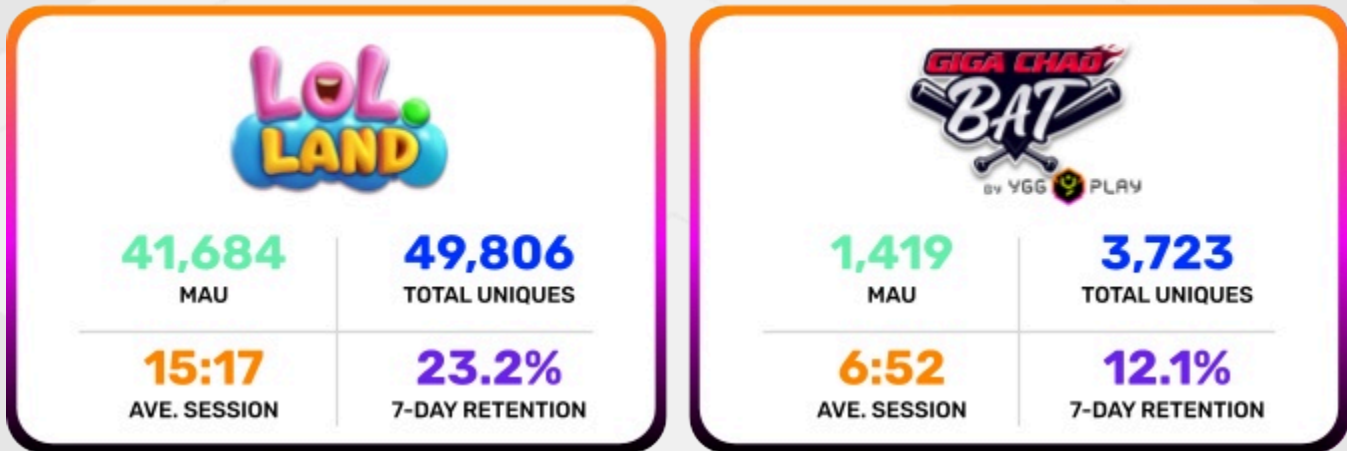 LOL
LAND
41,684
MAU
49,806
TOTAL UNIQUES
15:17
AVE. SESSION
23.2%
7-DAY RETENTION
GIGA CHAD
BAT
BY YGG PLAY
1,419
MAU
3,723
TOTAL UNIQUES
6:52
AVE. SESSION
12.1%
7-DAY RETENTION